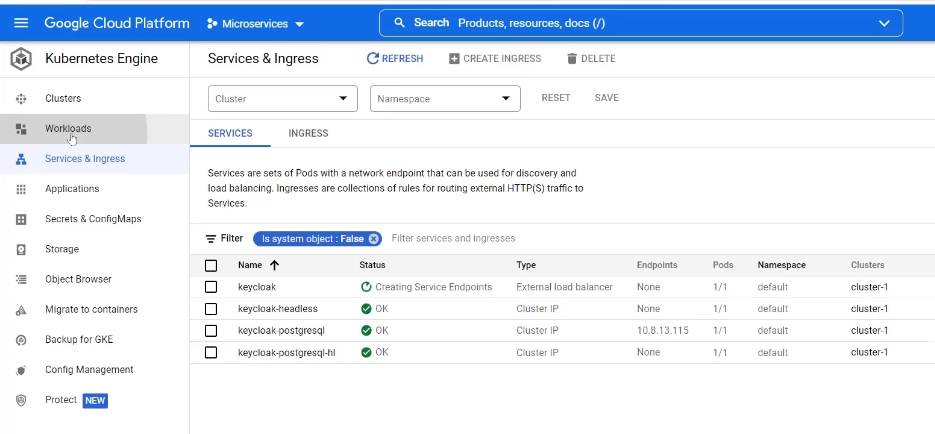 Google Cloud Platform
Microservices
Search Products, resources, docs (/)
Kubernetes Engine
Services & Ingress
REFRESH
CREATE INGRESS
DELETE
Clusters
Workloads
Services & Ingress
Applications
Secrets & ConfigMaps
Storage
Object Browser
Migrate to containers
Backup for GKE
Config Management
Protect NEW
Cluster
Namespace
RESET
SAVE
SERVICES
INGRESS
Services are sets of Pods with a network endpoint that can be used for discovery and
load balancing. Ingresses are collections of rules for routing external HTTP(S) traffic to
Services.
Filter Is system object : False Filter services and ingresses
Name Status Type Endpoints Pods Namespace Clusters
keycloak Creating Service Endpoints External load balancer None 1/1 default cluster-1
keycloak-headless OK Cluster IP None 1/1 default cluster-1
keycloak-postgresql OK Cluster IP 10.8.13.115 1/1 default cluster-1
keycloak-postgresql-hl OK Cluster IP None 1/1 default cluster-1